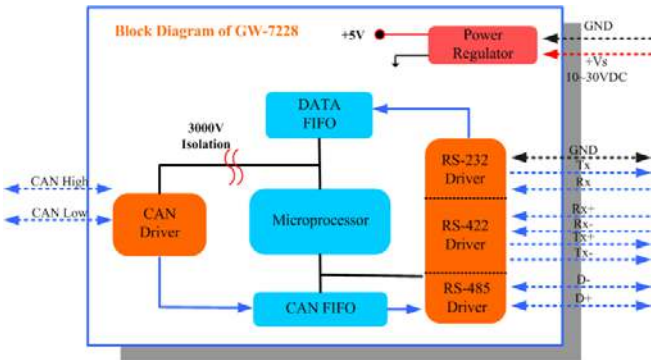 Block Diagram of GW-7228
+5V
Power
Regulator
GND
+Vs
10~30VDC
DATA
FIFO
3000V
Isolation
CAN High
CAN Low
CAN
Driver
Microprocessor
CAN FIFO
RS-232
Driver
RS-422
Driver
RS-485
Driver
GND
Tx
Rx
Rx+
Rx-
Tx+
Tx-
D-
D+